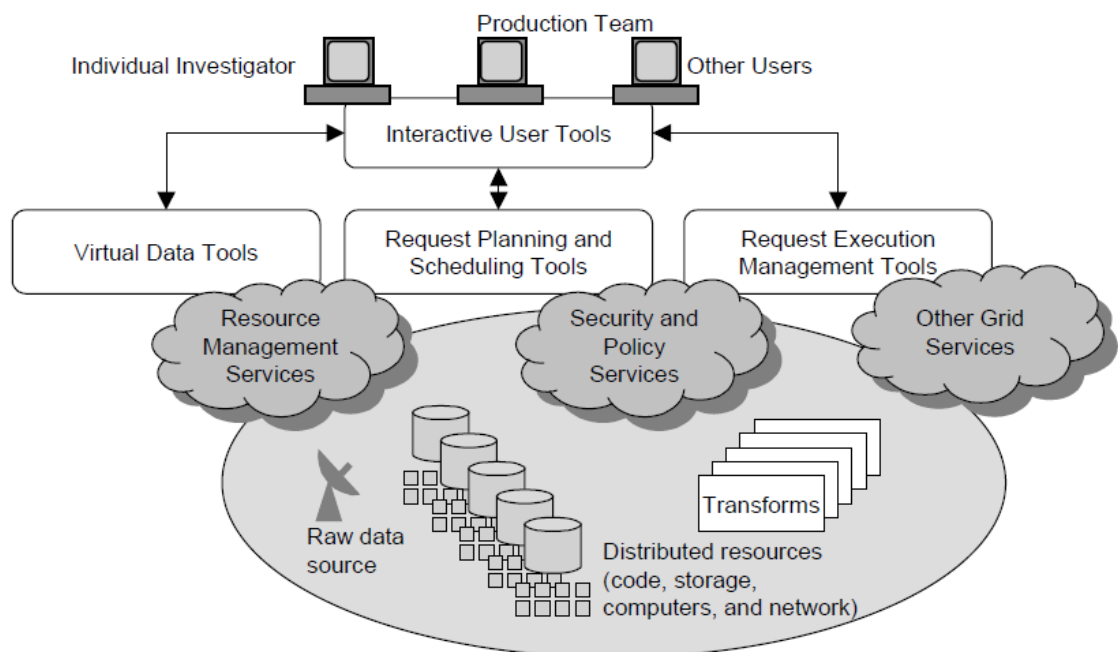 Production Team
Individual Investigator
Other Users
Interactive User Tools
Virtual Data Tools
Request Planning and
Scheduling Tools
Request Execution
Management Tools
Resource
Management
Services
Security and
Policy
Services
Other Grid
Services
Raw data
source
Transforms
Distributed resources
(code, storage,
computers, and network)